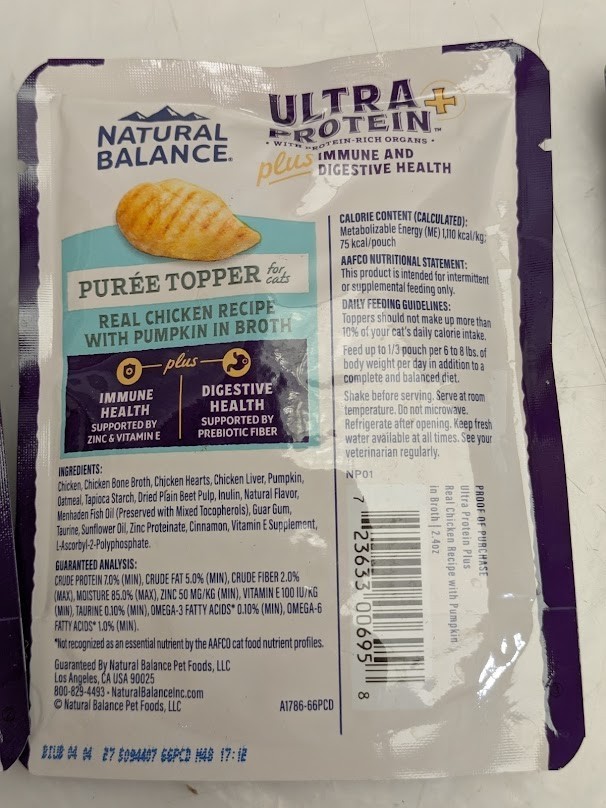 NATURAL
BALANCE®
ULTRA+
PROTEIN™
• WITH PROTEIN-RICH ORGANS •
plus IMMUNE AND
DIGESTIVE HEALTH
PURÉE TOPPER for cats
REAL CHICKEN RECIPE
WITH PUMPKIN IN BROTH
plus
IMMUNE
HEALTH
SUPPORTED BY
ZINC & VITAMIN E
DIGESTIVE
HEALTH
SUPPORTED BY
PREBIOTIC FIBER
INGREDIENTS:
Chicken, Chicken Bone Broth, Chicken Hearts, Chicken Liver, Pumpkin,
Oatmeal, Tapioca Starch, Dried Plain Beet Pulp, Inulin, Natural Flavor,
Menhaden Fish Oil (Preserved with Mixed Tocopherols), Guar Gum,
Taurine, Sunflower Oil, Zinc Proteinate, Cinnamon, Vitamin E Supplement,
L-Ascorbyl-2-Polyphosphate.
GUARANTEED ANALYSIS:
CRUDE PROTEIN 7.0% (MIN), CRUDE FAT 5.0% (MIN), CRUDE FIBER 2.0%
(MAX), MOISTURE 85.0% (MAX), ZINC 50 MG/KG (MIN), VITAMIN E 100 IU/KG
(MIN), TAURINE 0.10% (MIN), OMEGA-3 FATTY ACIDS* 0.10% (MIN), OMEGA-6
FATTY ACIDS* 1.0% (MIN).
*Not recognized as an essential nutrient by the AAFCO cat food nutrient profiles.
Guaranteed By Natural Balance Pet Foods, LLC
Los Angeles, CA USA 90025
800-829-4493 • NaturalBalanceInc.com
© Natural Balance Pet Foods, LLC
A1786-66PCD
CALORIE CONTENT (CALCULATED):
Metabolizable Energy (ME) 1,110 kcal/kg;
75 kcal/pouch
AAFCO NUTRITIONAL STATEMENT:
This product is intended for intermittent
or supplemental feeding only.
DAILY FEEDING GUIDELINES:
Toppers should not make up more than
10% of your cat's daily calorie intake.
Feed up to 1/3 pouch per 6 to 8 lbs. of
body weight per day in addition to a
complete and balanced diet.
Shake before serving. Serve at room
temperature. Do not microwave.
Refrigerate after opening. Keep fresh
water available at all times. See your
veterinarian regularly.
NP01
PROOF OF PURCHASE
Ultra Protein Plus
Real Chicken Recipe with Pumpkin
in Broth | 2.4oz
7 23633 00695 8
BIUB 04 04 27 5094407 66PCD H4B 17:1E